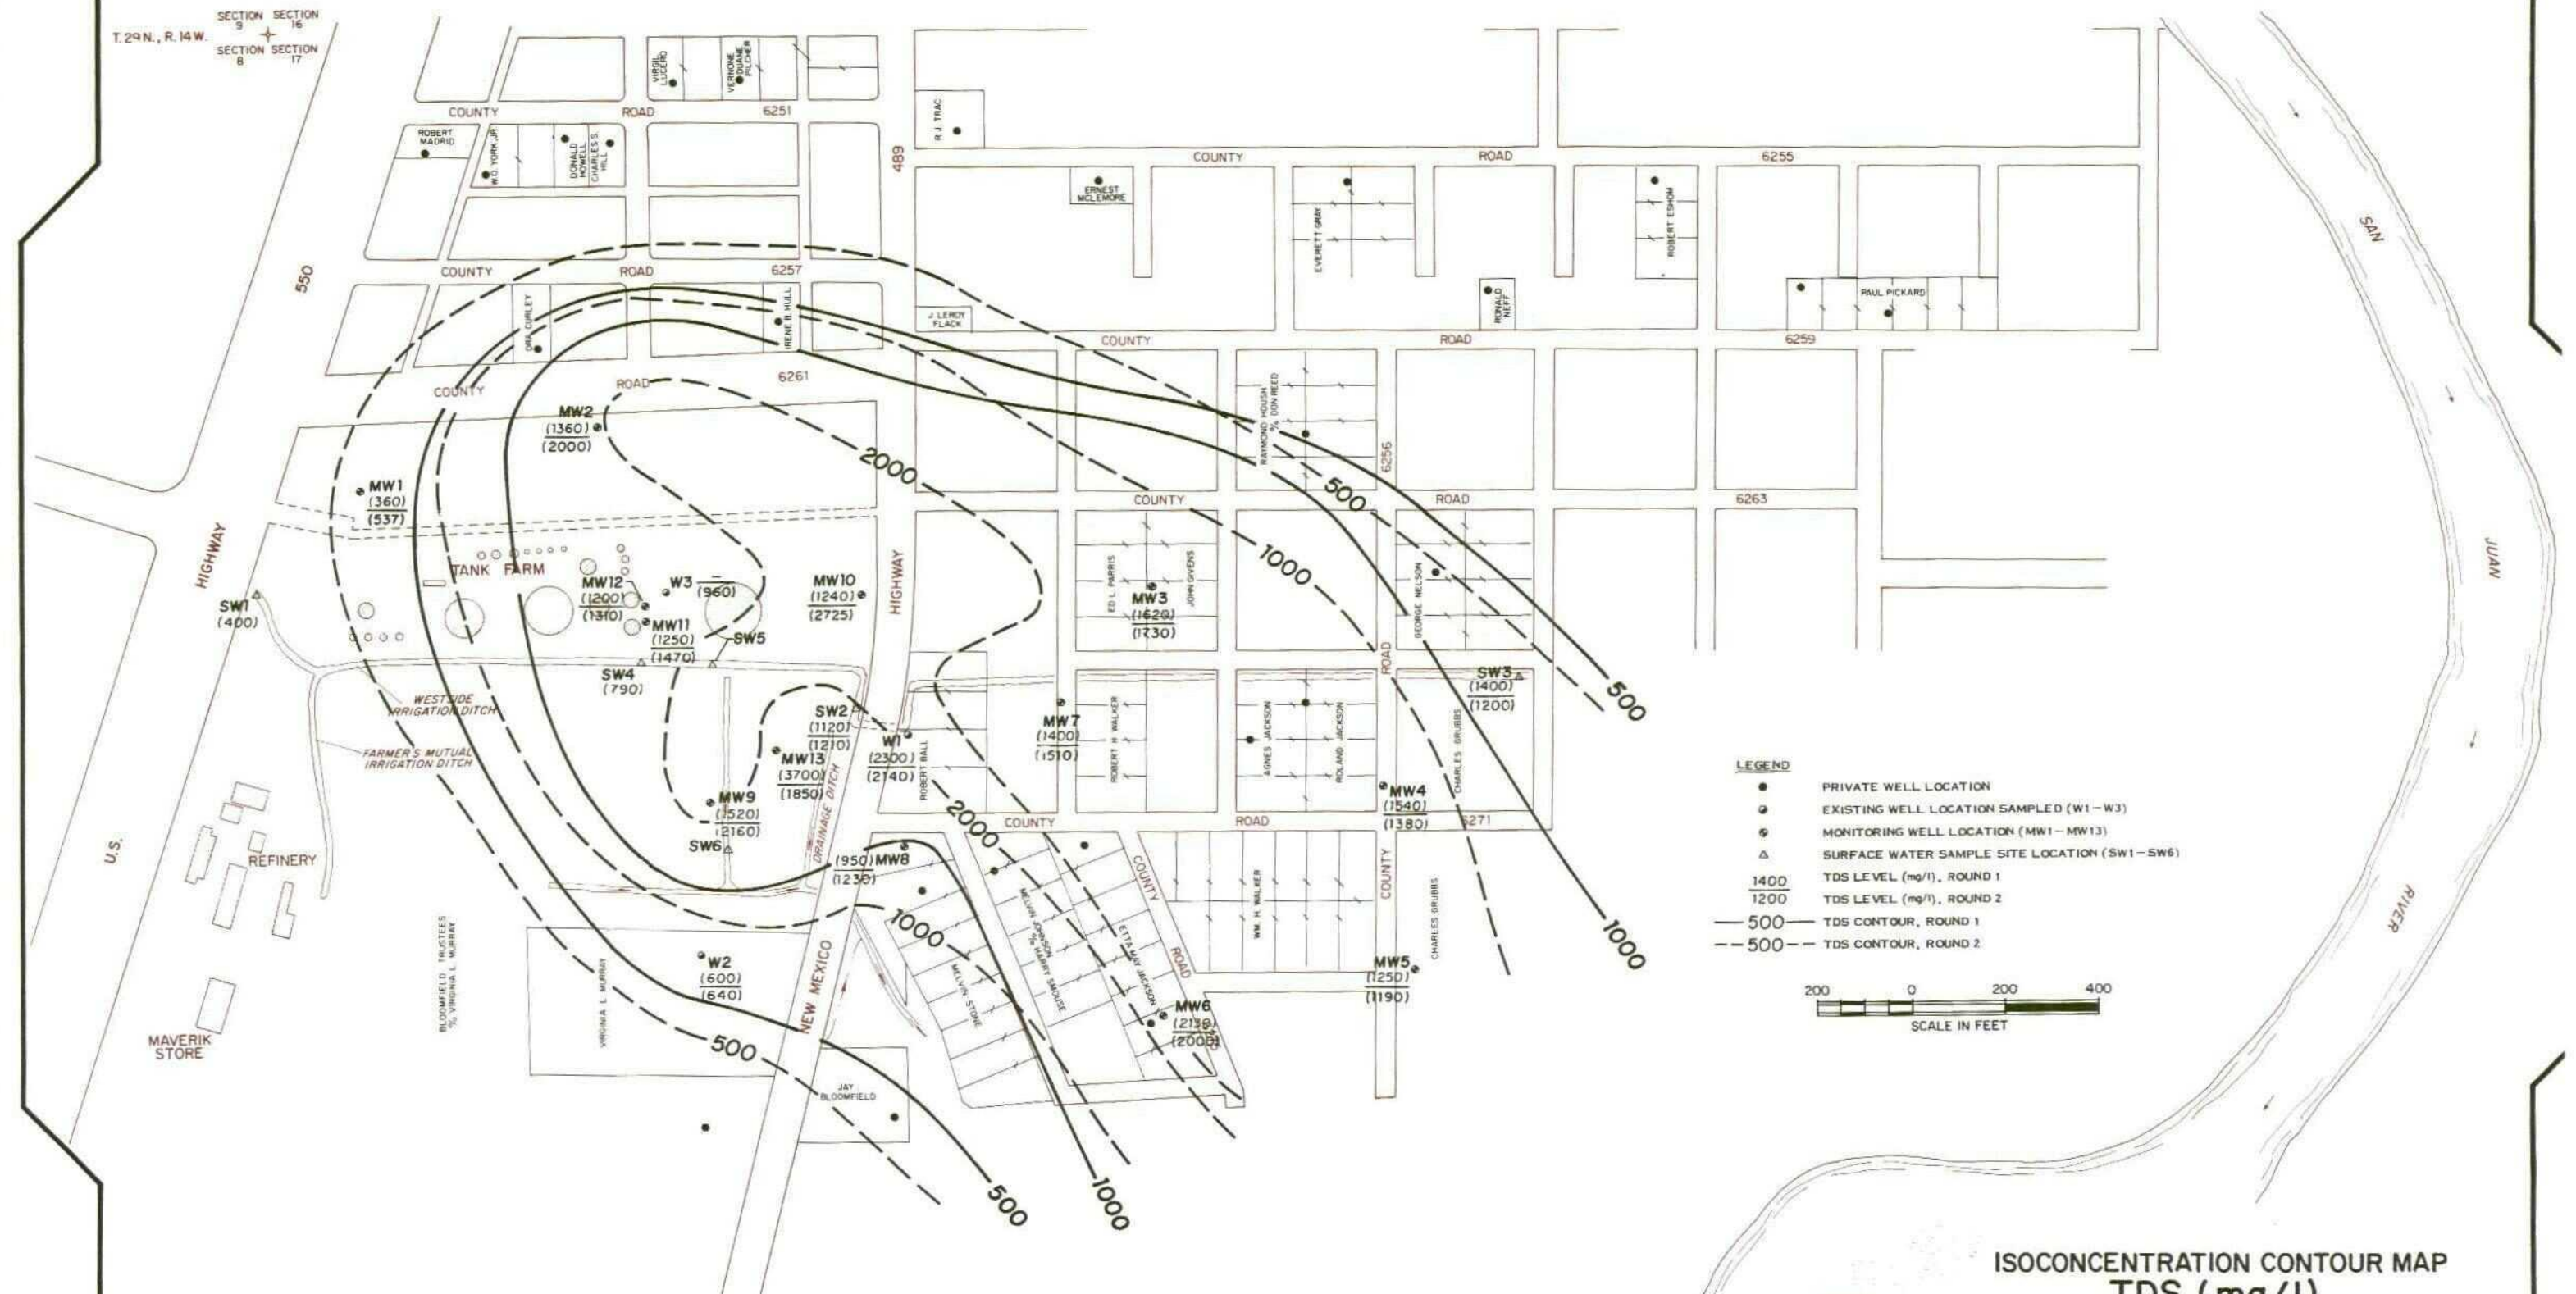 SECTION SECTION
9 16
T. 29 N., R. 14 W.
SECTION SECTION
8 17
VIRGIL LUCERO
VERNONE DUANE PILCHER
COUNTY ROAD 6251
ROBERT MADRID
W.O. YORK, JR.
DONALD HOWELL
CHARLES S. HILL
R. J. TRAC
489
COUNTY ROAD 6255
ERNEST McLEMORE
EVERETT GRAY
ROBERT ESHOM
SAN
550
COUNTY ROAD 6257
ORA CURLEY
IRENE B. HULL
J. LEROY FLACK
RONALD NEFF
PAUL PICKARD
COUNTY ROAD 6259
COUNTY ROAD 6261
RAYMOND HOUSH
% DON REED
MW2
(1360)
(2000)
2000
6256
MW1
(360)
(537)
500
COUNTY ROAD 6263
HIGHWAY
TANK FARM
1000
JUAN
MW12
(1200)
(1310)
W3 —
(960)
MW10
(1240)
(2725)
HIGHWAY
ED L. PARRIS
JOHN GIVENS
MW3
(1620)
(1730)
GEORGE NELSON
SW1
(400)
MW11
(1250)
(1470)
SW5
SW4
(790)
ROAD
SW3
(1400)
(1200)
500
WESTSIDE
IRRIGATION DITCH
SW2
(1120)
(1210)
W1
(2300)
(2140)
ROBERT BALL
MW7
(1400)
(1510)
ROBERT H. WALKER
AGNES JACKSON
ROLAND JACKSON
CHARLES GRUBBS
FARMER'S MUTUAL
IRRIGATION DITCH
MW13
(3700)
(1850)
DRAINAGE DITCH
MW9
(1520)
(2160)
MW4
(1540)
(1380)
SW6
2000
COUNTY ROAD 6271
LEGEND
PRIVATE WELL LOCATION
EXISTING WELL LOCATION SAMPLED (W1-W3)
MONITORING WELL LOCATION (MW1-MW13)
SURFACE WATER SAMPLE SITE LOCATION (SW1-SW6)
1400 TDS LEVEL (mg/l), ROUND 1
1200 TDS LEVEL (mg/l), ROUND 2
500 TDS CONTOUR, ROUND 1
500 TDS CONTOUR, ROUND 2
U.S.
REFINERY
(950) MW8
(1230)
COUNTY ROAD
COUNTY
MELVIN JOHNSON
% HARRY SMOUSE
ETTA MAY JACKSON
WM. H. WALKER
CHARLES GRUBBS
RIVER
1000
1000
BLOOMFIELD TRUSTEES
% VIRGINIA L. MURRAY
VIRGINIA L. MURRAY
W2
(600)
(640)
NEW MEXICO
MELVIN STONE
MW5
(1250)
(1190)
200 0 200 400
SCALE IN FEET
MW6
(2000)
MAVERIK
STORE
500
JAY
BLOOMFIELD
500
1000
ISOCONCENTRATION CONTOUR MAP
TDS (mg/l)